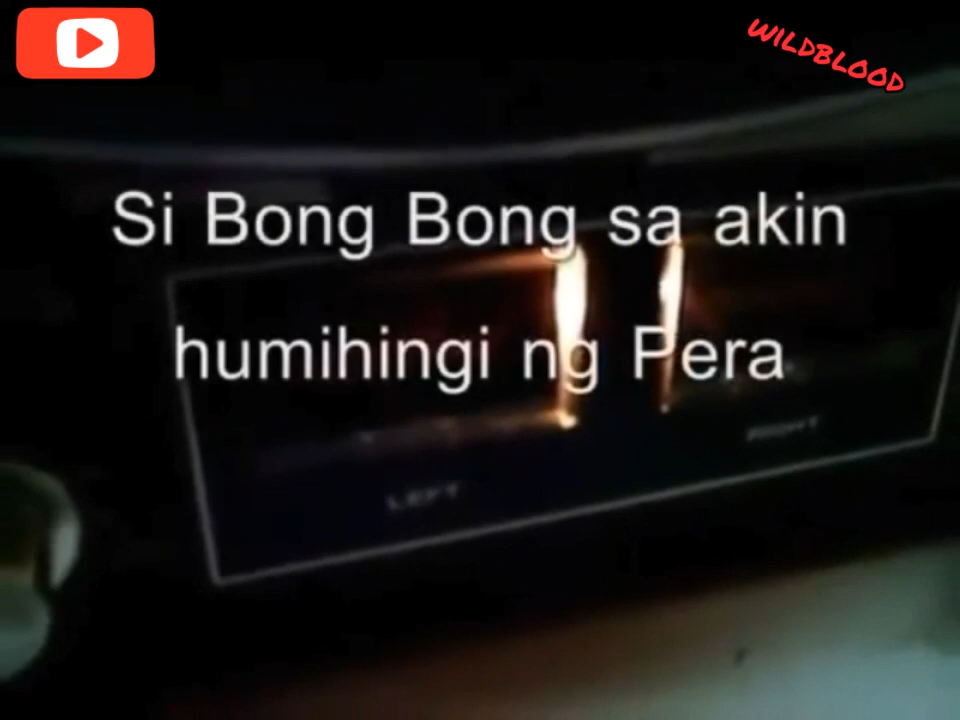 WILDBLOOD
Si Bong Bong sa akin
humihingi ng Pera
LEFT
RIGHT